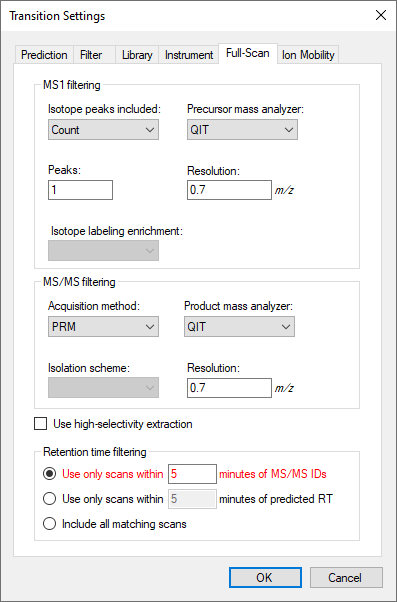 Transition Settings
Prediction Filter Library Instrument Full-Scan Ion Mobility
MS1 filtering
Isotope peaks included: Precursor mass analyzer:
Count QIT
Peaks: Resolution:
1 0.7 m/z
Isotope labeling enrichment:
MS/MS filtering
Acquisition method: Product mass analyzer:
PRM QIT
Isolation scheme: Resolution:
0.7 m/z
Use high-selectivity extraction
Retention time filtering
Use only scans within 5 minutes of MS/MS IDs
Use only scans within 5 minutes of predicted RT
Include all matching scans
OK Cancel